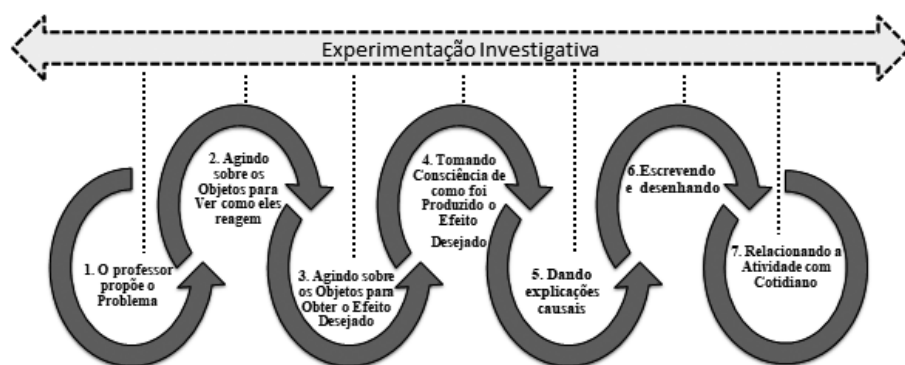 Experimentação Investigativa
1. O professor
propõe o
Problema
2. Agindo
sobre os
Objetos para
Ver como eles
reagem
3. Agindo sobre
os Objetos para
Obter o Efeito
Desejado
4. Tomando
Consciência de
como foi
Produzido o
Efeito
Desejado
5. Dando
explicações
causais
6.Escrevendo
e desenhando
7. Relacionando a
Atividade com
Cotidiano